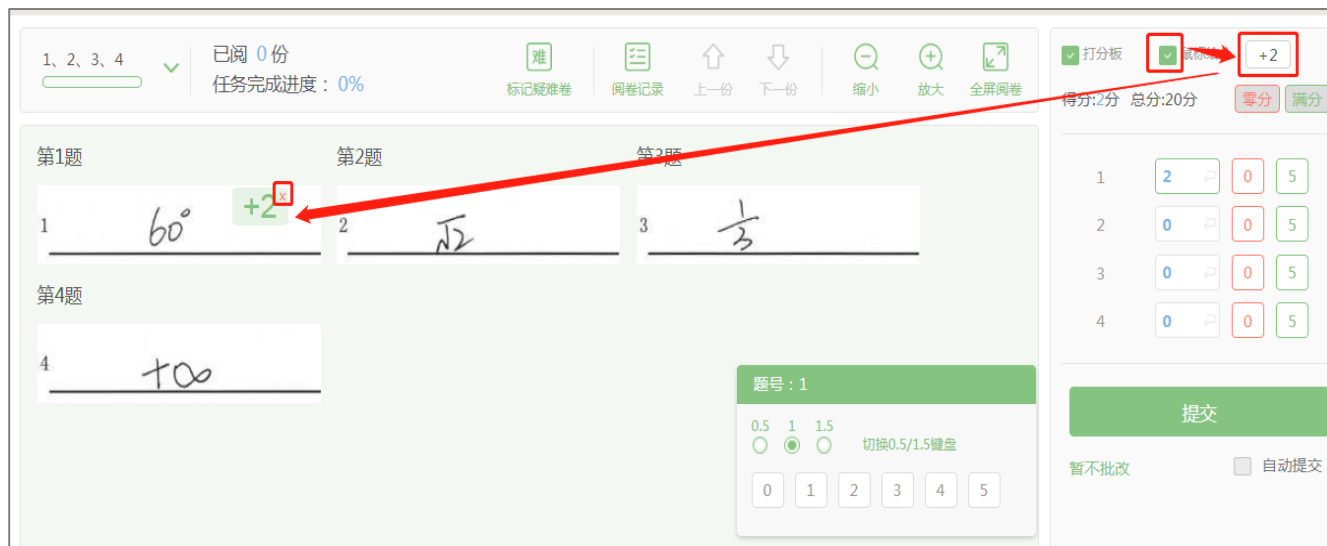 1、2、3、4
已阅 0 份
任务完成进度：0%
难
标记疑难卷
阅卷记录
上一份
下一份
缩小
放大
全屏阅卷
打分板
+2
得分:2分 总分:20分
零分 满分
第1题
第2题
第3题
1 60°
+2 x
2 √2
3 1/3
第4题
4 +∞
1 2 0 5
2 0 0 5
3 0 0 5
4 0 0 5
题号：1
0.5 1 1.5
切换0.5/1.5键盘
0 1 2 3 4 5
提交
暂不批改
自动提交